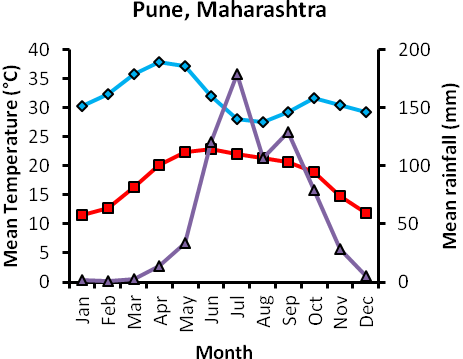 Pune, Maharashtra
Mean Temperature (°C)
40
35
30
25
20
15
10
5
0
200
150
100
50
0
Mean rainfall (mm)
Jan
Feb
Mar
Apr
May
Jun
Jul
Aug
Sep
Oct
Nov
Dec
Month